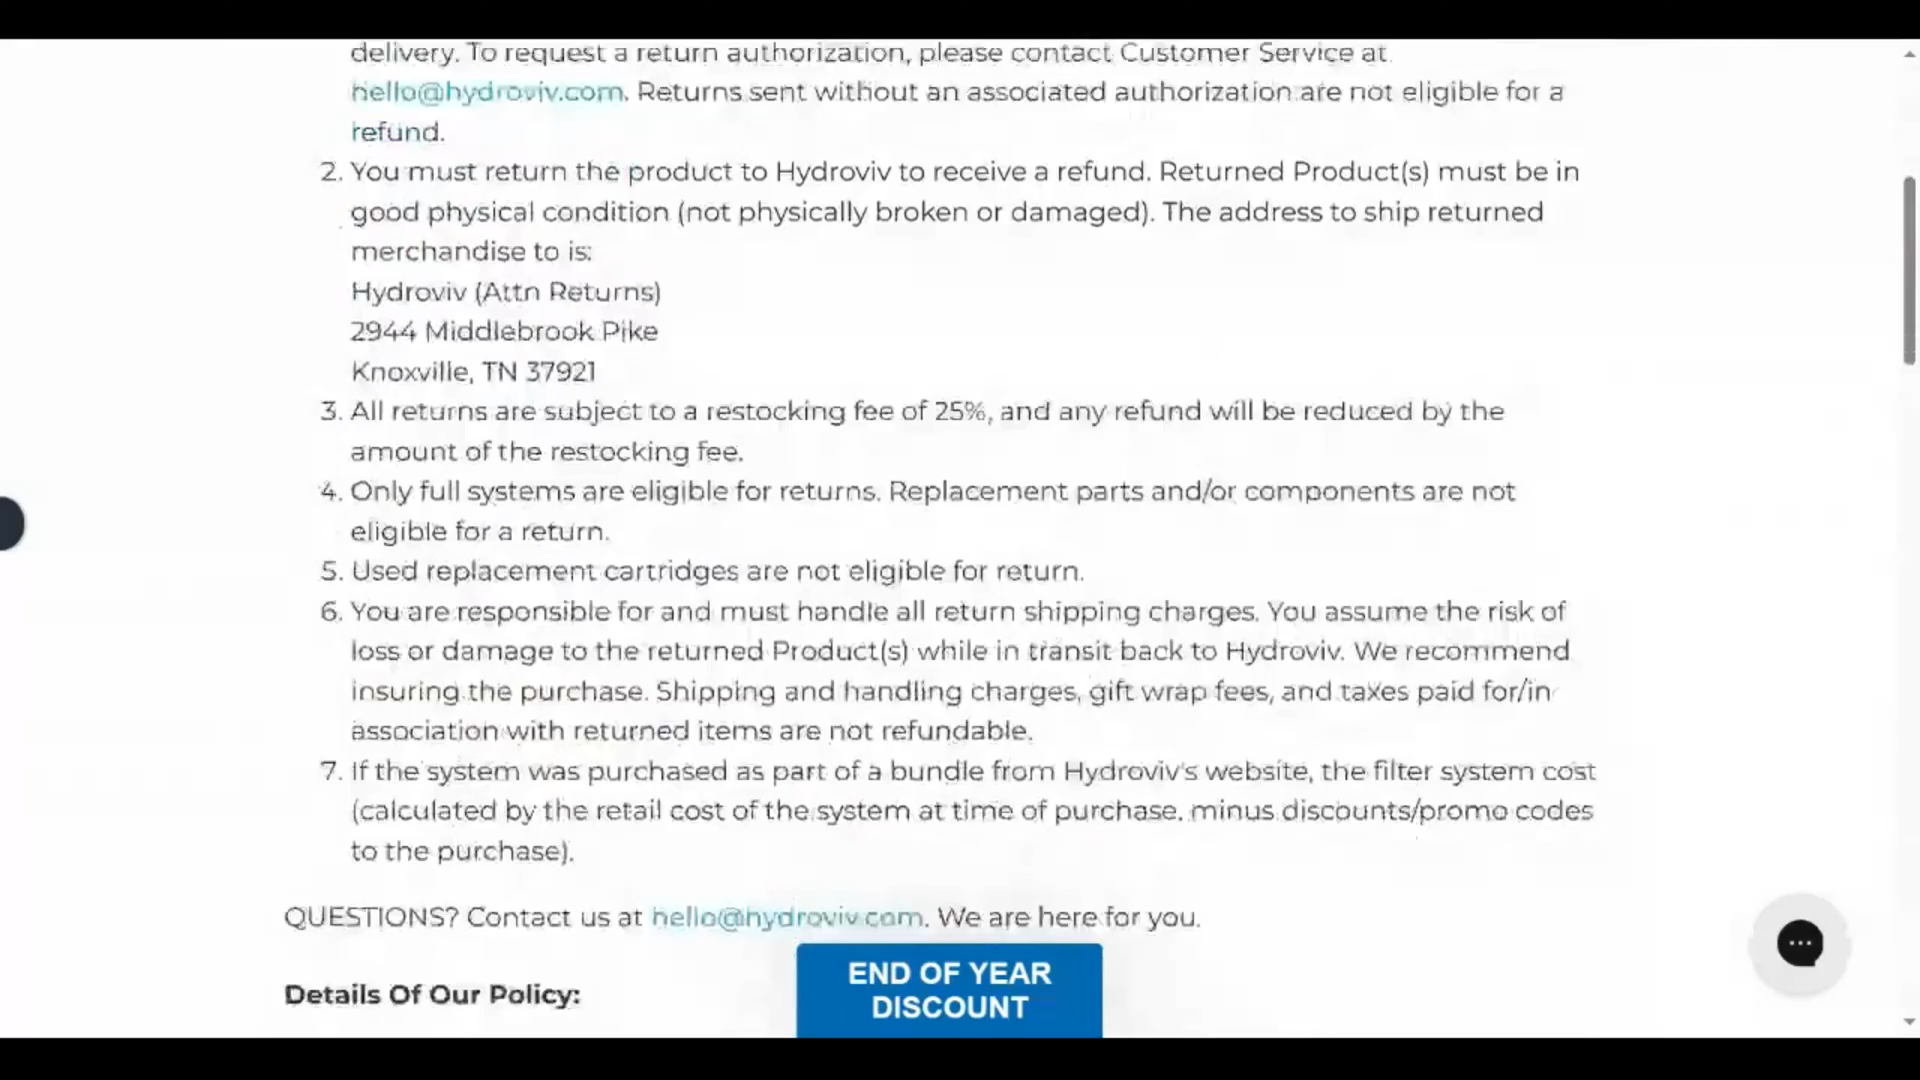 delivery. To request a return authorization, please contact Customer Service at
hello@hydroviv.com. Returns sent without an associated authorization are not eligible for a
refund.
2. You must return the product to Hydroviv to receive a refund. Returned Product(s) must be in
good physical condition (not physically broken or damaged). The address to ship returned
merchandise to is:
Hydroviv (Attn Returns)
2944 Middlebrook Pike
Knoxville, TN 37921
3. All returns are subject to a restocking fee of 25%, and any refund will be reduced by the
amount of the restocking fee.
4. Only full systems are eligible for returns. Replacement parts and/or components are not
eligible for a return.
5. Used replacement cartridges are not eligible for return.
6. You are responsible for and must handle all return shipping charges. You assume the risk of
loss or damage to the returned Product(s) while in transit back to Hydroviv. We recommend
insuring the purchase. Shipping and handling charges, gift wrap fees, and taxes paid for/in
association with returned items are not refundable.
7. If the system was purchased as part of a bundle from Hydroviv's website, the filter system cost
(calculated by the retail cost of the system at time of purchase, minus discounts/promo codes
to the purchase).
QUESTIONS? Contact us at hello@hydroviv.com. We are here for you.
Details Of Our Policy:
END OF YEAR
DISCOUNT